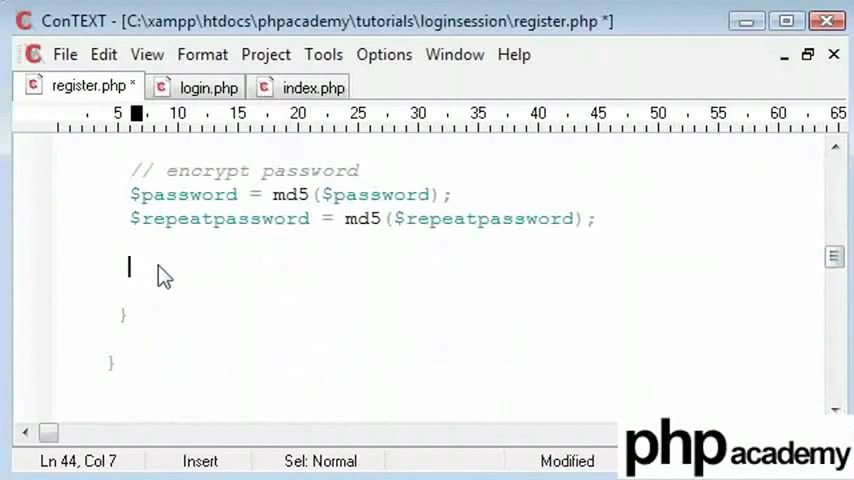 ConTEXT - [C:\xampp\htdocs\phpacademy\tutorials\loginsession\register.php *]
File Edit View Format Project Tools Options Window Help
register.php * login.php index.php
5 10 15 20 25 30 35 40 45 50 55 60 65
// encrypt password
$password = md5($password);
$repeatpassword = md5($repeatpassword);
}
}
Ln 44, Col 7 Insert Sel: Normal Modified
php academy